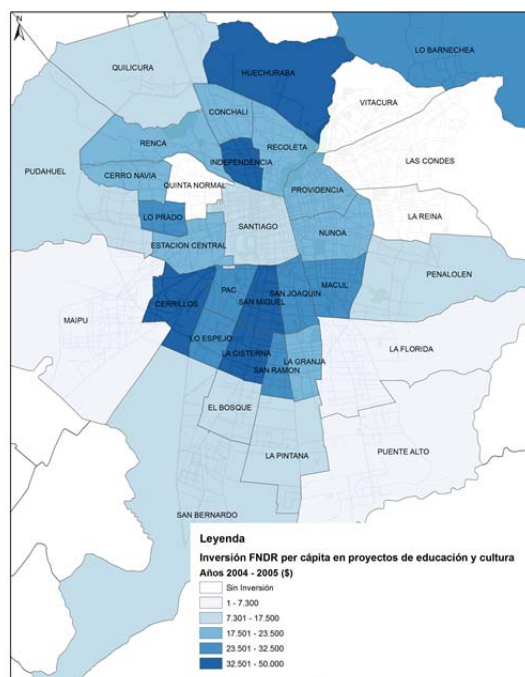 N
LO BARNECHEA
QUILICURA
HUECHURABA
VITACURA
CONCHALI
RENCA
RECOLETA
INDEPENDENCIA
LAS CONDES
PUDAHUEL
CERRO NAVIA
QUINTA NORMAL
PROVIDENCIA
LO PRADO
SANTIAGO
NUNOA
LA REINA
ESTACION CENTRAL
PENALOLEN
PAC
SAN JOAQUIN
MACUL
CERRILLOS
SAN MIGUEL
MAIPU
LO ESPEJO
LA CISTERNA
LA GRANJA
LA FLORIDA
SAN RAMON
EL BOSQUE
LA PINTANA
PUENTE ALTO
SAN BERNARDO
Leyenda
Inversión FNDR per cápita en proyectos de educación y cultura
Años 2004 - 2005 ($)
Sin Inversión
1 - 7.300
7.301 - 17.500
17.501 - 23.500
23.501 - 32.500
32.501 - 50.000